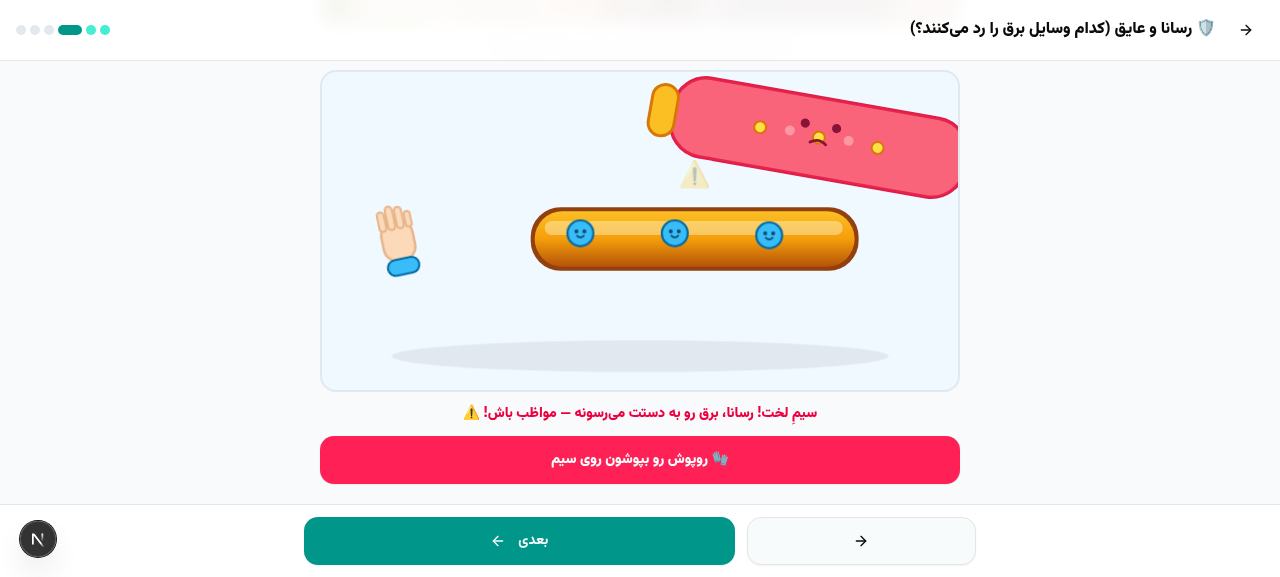 🛡️ رسانا و عایق (کدام وسایل برق را رد می‌کنند؟)
سیمِ لخت! رسانا، برق رو به دستت می‌رسونه — مواظب باش! ⚠️
🧤 روپوش رو بپوشون روی سیم
بعدی
N